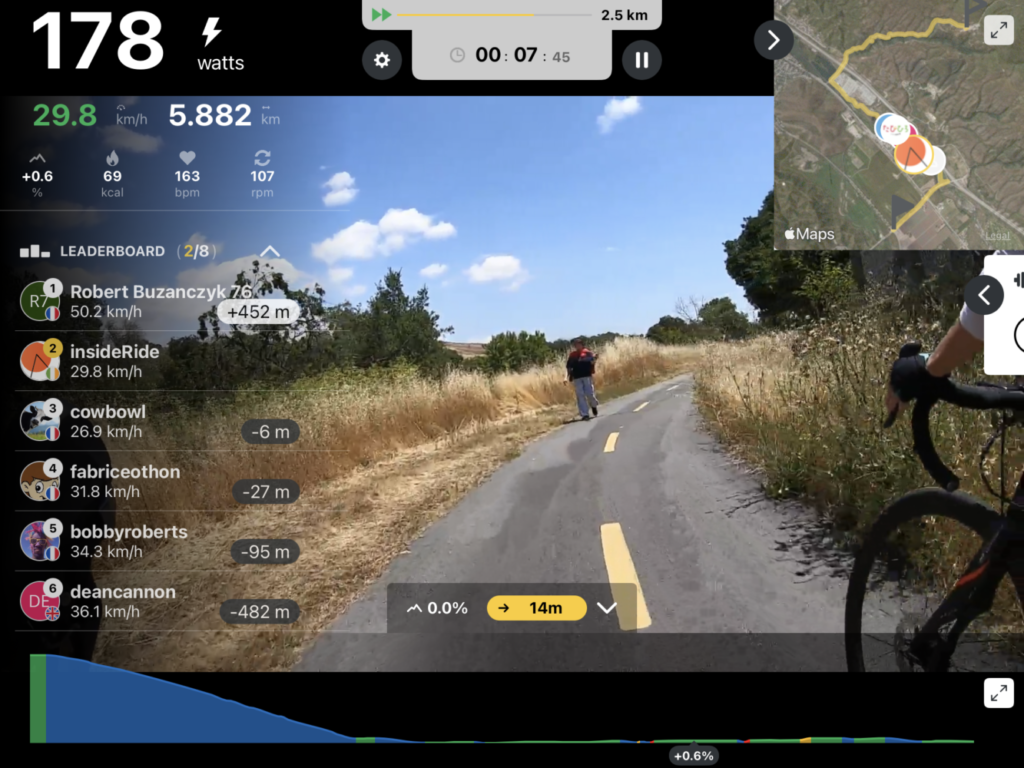 178
watts
2.5 km
00 : 07 : 45
29.8 km/h 5.882 km
+0.6 69 163 107
% kcal bpm rpm
LEADERBOARD (2/8)
1 Robert Buzanczyk 76
R7
50.2 km/h +452 m
2 insideRide
29.8 km/h
3 cowbowl
26.9 km/h -6 m
4 fabriceothon
31.8 km/h -27 m
5 bobbyroberts
34.3 km/h -95 m
6 deancannon
DE
36.1 km/h -482 m
Maps
Legal
0.0% → 14m
+0.6%